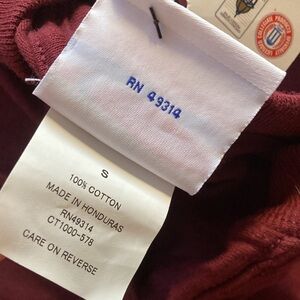 RN 49314
S
100% COTTON
MADE IN HONDURAS
RN49314
CT1000-578
CARE ON REVERSE